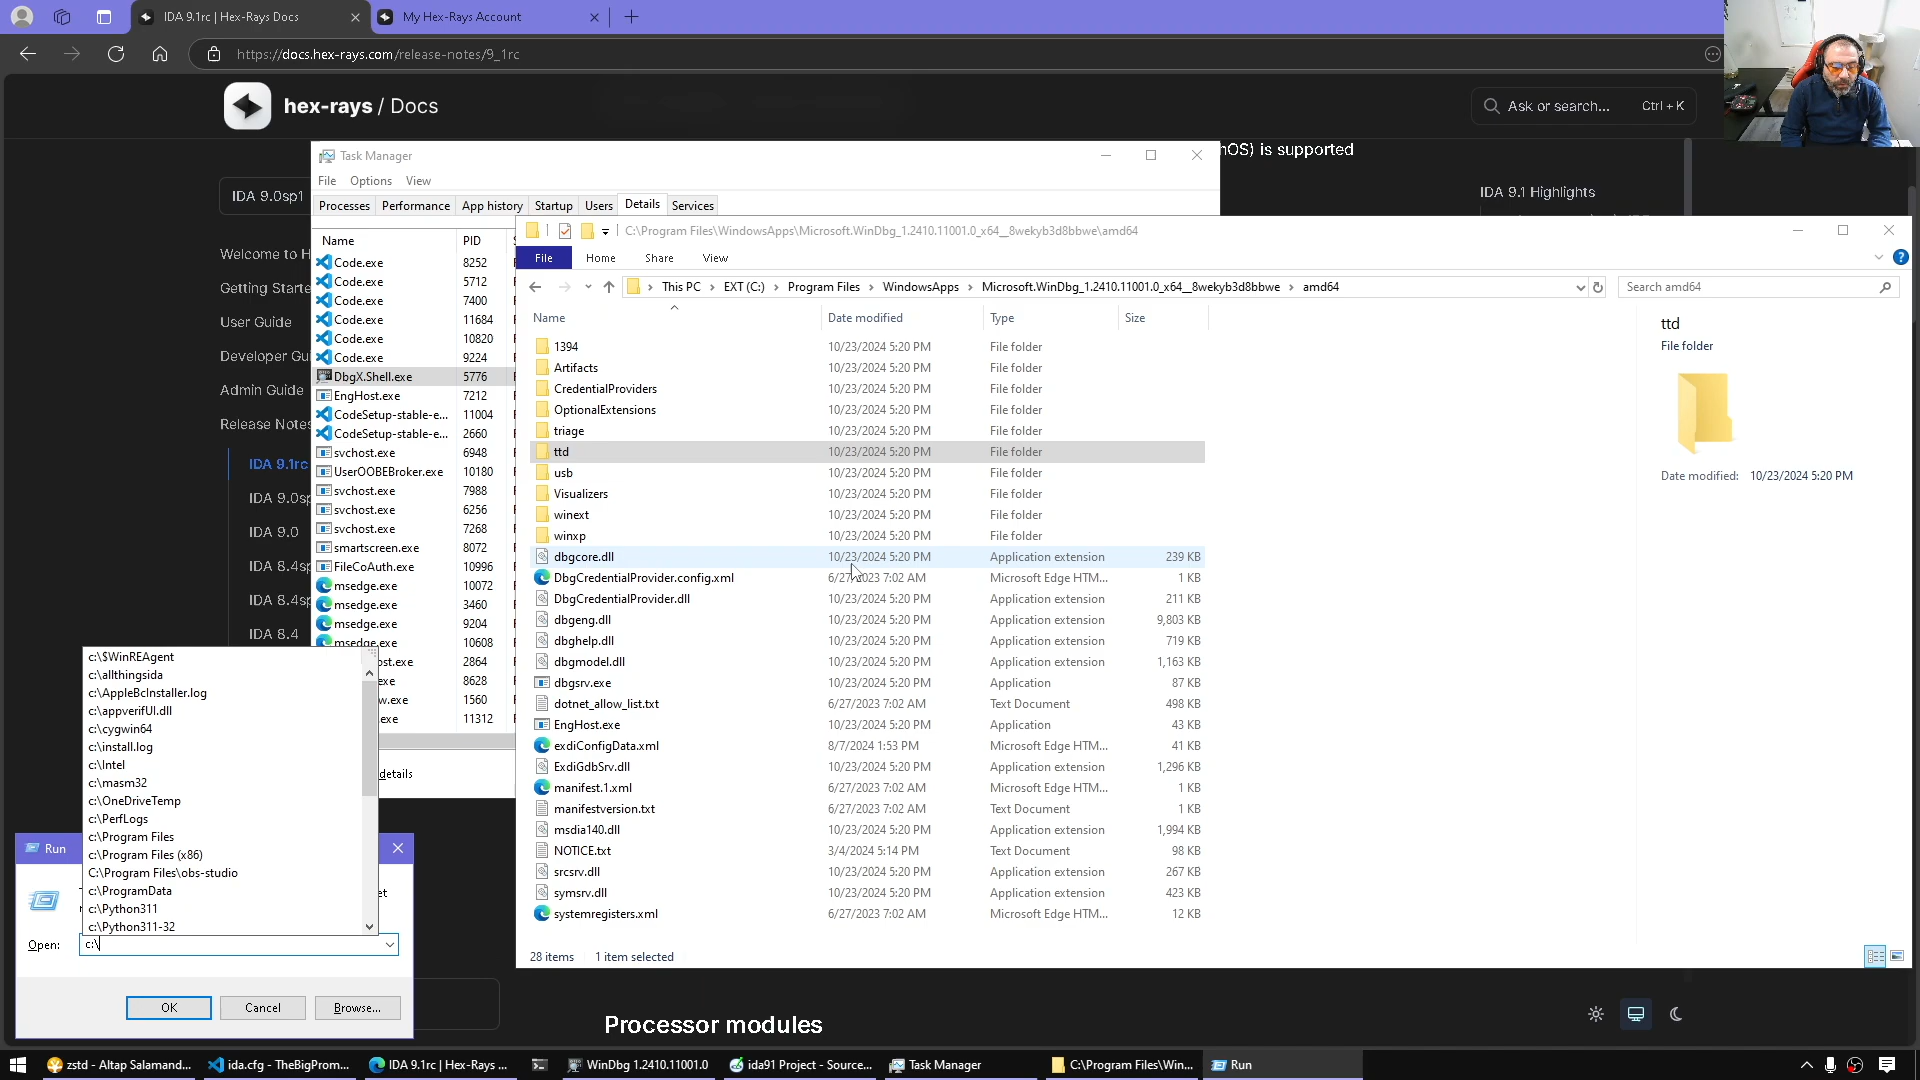 IDA 9.1rc | Hex-Rays Docs
My Hex-Rays Account
https://docs.hex-rays.com/release-notes/9_1rc
hex-rays / Docs
Ask or search...
Ctrl + K
is supported
IDA 9.1 Highlights
IDA 9.0sp1
Welcome to
Getting
User Guide
Developer
Admin Guide
Release
IDA 9.1rc
IDA
IDA 9.0
IDA
IDA
IDA 8.4
Task Manager
File
Options
View
Processes
Performance
App history
Startup
Users
Details
Services
Name
PID
Code.exe 8252
Code.exe 5712
Code.exe 7400
Code.exe 11684
Code.exe 10820
Code.exe 9224
DbgX.Shell.exe 5776
EngHost.exe 7212
CodeSetup-stable-e... 11004
CodeSetup-stable-e... 2660
svchost.exe 6948
UserOOBEBroker.exe 10180
svchost.exe 7988
svchost.exe 6256
svchost.exe 7268
smartscreen.exe 8072
FileCoAuth.exe 10996
msedge.exe 10072
msedge.exe 3460
msedge.exe 9204
msedge.exe 10608
2864
8628
1560
11312
details
C:\Program Files\WindowsApps\Microsoft.WinDbg_1.2410.11001.0_x64__8wekyb3d8bbwe\amd64
File
Home
Share
View
This PC
EXT (C:)
Program Files
WindowsApps
Microsoft.WinDbg_1.2410.11001.0_x64__8wekyb3d8bbwe
amd64
Search amd64
Name
Date modified
Type
Size
1394 10/23/2024 5:20 PM File folder
Artifacts 10/23/2024 5:20 PM File folder
CredentialProviders 10/23/2024 5:20 PM File folder
OptionalExtensions 10/23/2024 5:20 PM File folder
triage 10/23/2024 5:20 PM File folder
ttd 10/23/2024 5:20 PM File folder
usb 10/23/2024 5:20 PM File folder
Visualizers 10/23/2024 5:20 PM File folder
winext 10/23/2024 5:20 PM File folder
winxp 10/23/2024 5:20 PM File folder
dbgcore.dll 10/23/2024 5:20 PM Application extension 239 KB
DbgCredentialProvider.config.xml 6/27/2023 7:02 AM Microsoft Edge HTM... 1 KB
DbgCredentialProvider.dll 10/23/2024 5:20 PM Application extension 211 KB
dbgeng.dll 10/23/2024 5:20 PM Application extension 9,803 KB
dbghelp.dll 10/23/2024 5:20 PM Application extension 719 KB
dbgmodel.dll 10/23/2024 5:20 PM Application extension 1,163 KB
dbgsrv.exe 10/23/2024 5:20 PM Application 87 KB
dotnet_allow_list.txt 6/27/2023 7:02 AM Text Document 498 KB
EngHost.exe 10/23/2024 5:20 PM Application 43 KB
exdiConfigData.xml 8/7/2024 1:53 PM Microsoft Edge HTM... 41 KB
ExdiGdbSrv.dll 10/23/2024 5:20 PM Application extension 1,296 KB
manifest.1.xml 6/27/2023 7:02 AM Microsoft Edge HTM... 1 KB
manifestversion.txt 6/27/2023 7:02 AM Text Document 1 KB
msdia140.dll 10/23/2024 5:20 PM Application extension 1,994 KB
NOTICE.txt 3/4/2024 5:14 PM Text Document 98 KB
srcsrv.dll 10/23/2024 5:20 PM Application extension 267 KB
symsrv.dll 10/23/2024 5:20 PM Application extension 423 KB
systemregisters.xml 6/27/2023 7:02 AM Microsoft Edge HTM... 12 KB
28 items
1 item selected
ttd
File folder
Date modified: 10/23/2024 5:20 PM
c:\$WinREAgent
c:\allthingsida
c:\AppleBcInstaller.log
c:\appverifUI.dll
c:\cygwin64
c:\install.log
c:\Intel
c:\masm32
c:\OneDriveTemp
c:\PerfLogs
c:\Program Files
c:\Program Files (x86)
C:\Program Files\obs-studio
c:\ProgramData
c:\Python311
c:\Python311-32
Run
Open: c:\
OK
Cancel
Browse...
Processor modules
zstd - Altap Salamand...
ida.cfg - TheBigProm...
IDA 9.1rc | Hex-Rays ...
WinDbg 1.2410.11001.0
ida91 Project - Source...
Task Manager
C:\Program Files\Win...
Run